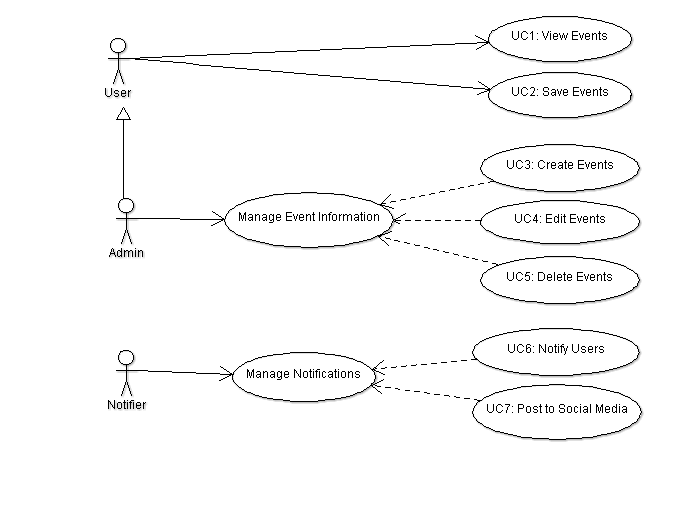 UC1: View Events
User
UC2: Save Events
UC3: Create Events
Manage Event Information
UC4: Edit Events
Admin
UC5: Delete Events
UC6: Notify Users
Manage Notifications
Notifier
UC7: Post to Social Media